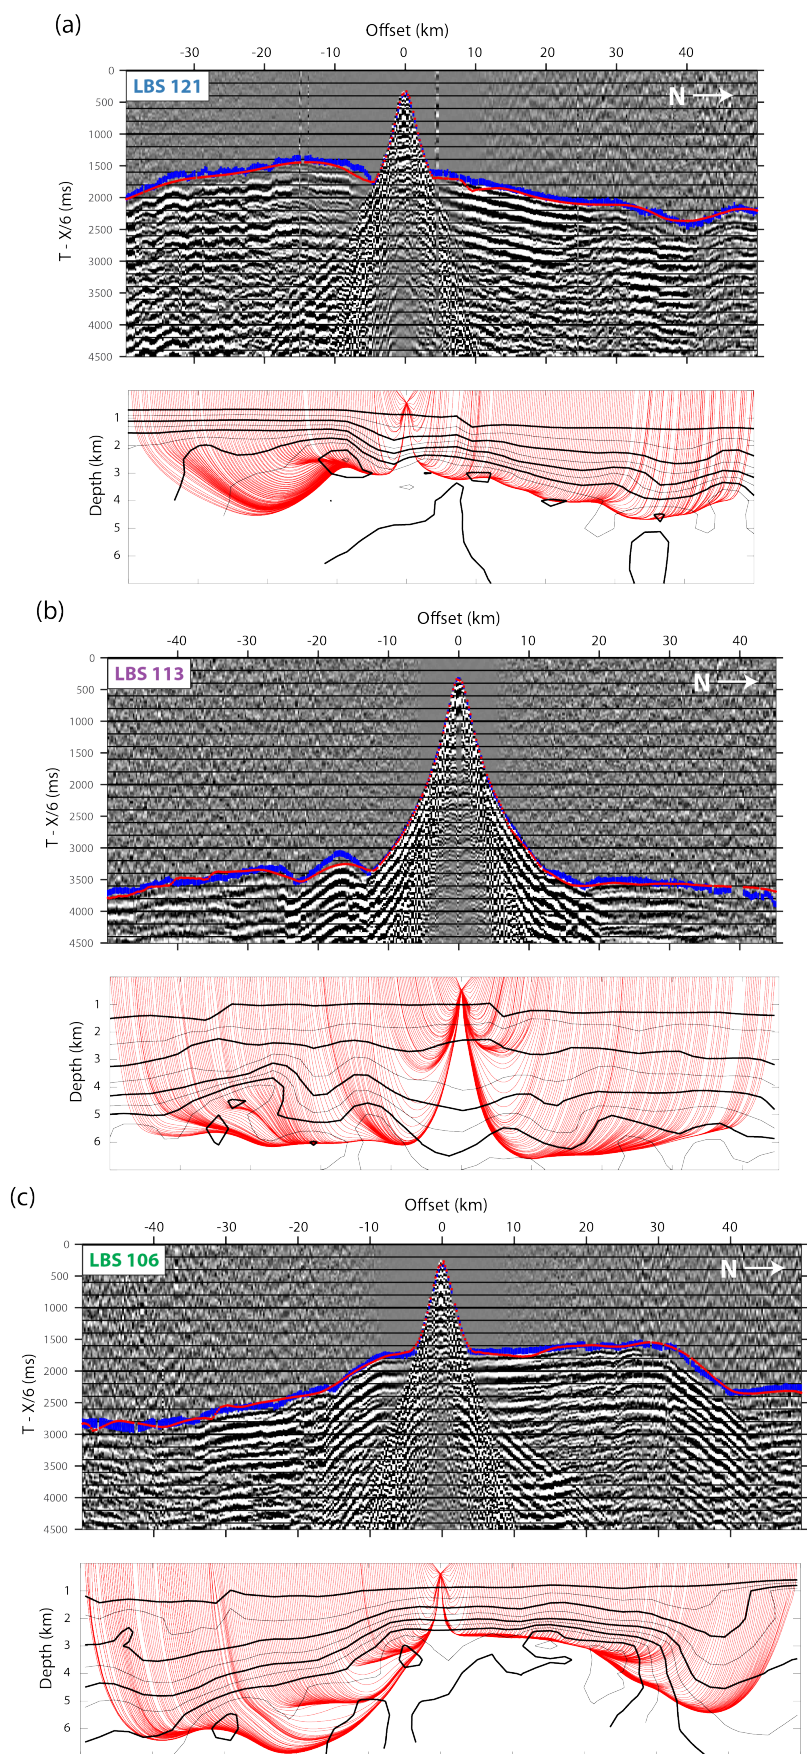 (a)
Offset (km)
-30 -20 -10 0 10 20 30 40
0
LBS 121
N
500
1000
1500
2000
2500
3000
3500
4000
4500
T - X/6 (ms)
1
2
3
4
5
6
Depth (km)
(b)
Offset (km)
-40 -30 -20 -10 0 10 20 30 40
0
LBS 113
N
500
1000
1500
2000
2500
3000
3500
4000
4500
T - X/6 (ms)
1
2
3
4
5
6
Depth (km)
(c)
Offset (km)
-40 -30 -20 -10 0 10 20 30 40
0
LBS 106
N
500
1000
1500
2000
2500
3000
3500
4000
4500
T - X/6 (ms)
1
2
3
4
5
6
Depth (km)